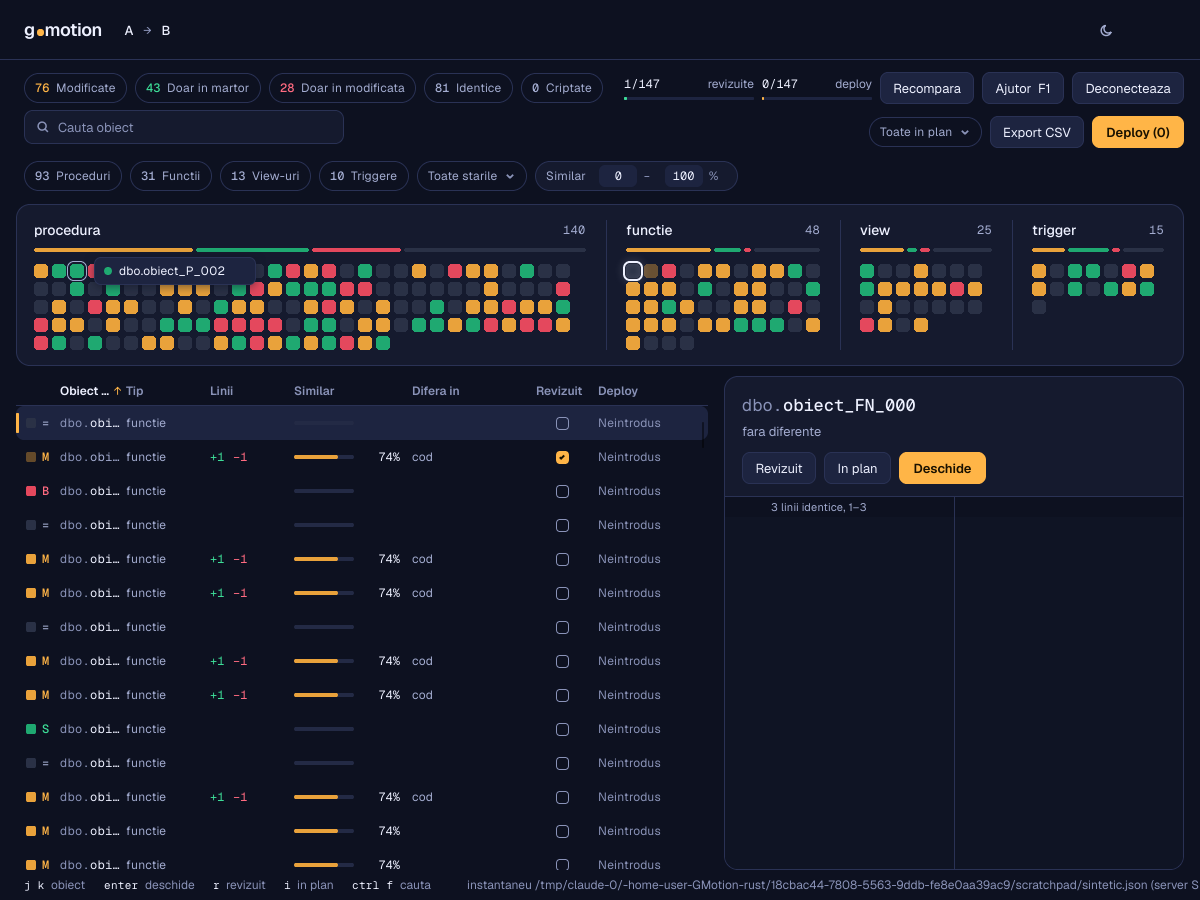 gmotion A → B
76 Modificate 43 Doar in martor 28 Doar in modificata 81 Identice 0 Criptate 1/147 revizuite 0/147 deploy Recompara Ajutor F1 Deconecteaza
Cauta obiect Toate in plan Export CSV Deploy (0)
93 Proceduri 31 Functii 13 View-uri 10 Triggere Toate starile Similar 0 – 100 %
procedura 140 functie 48 view 25 trigger 15
dbo.obiect_P_002
Obiect … ↑ Tip Linii Similar Difera in Revizuit Deploy
= dbo.obi… functie Neintrodus
M dbo.obi… functie +1 −1 74% cod Neintrodus
B dbo.obi… functie Neintrodus
= dbo.obi… functie Neintrodus
M dbo.obi… functie +1 −1 74% cod Neintrodus
M dbo.obi… functie +1 −1 74% cod Neintrodus
= dbo.obi… functie Neintrodus
M dbo.obi… functie +1 −1 74% cod Neintrodus
M dbo.obi… functie +1 −1 74% cod Neintrodus
S dbo.obi… functie Neintrodus
= dbo.obi… functie Neintrodus
M dbo.obi… functie +1 −1 74% cod Neintrodus
M dbo.obi… functie 74% Neintrodus
M dbo.obi… functie 74% Neintrodus
dbo.obiect_FN_000
fara diferente
Revizuit In plan Deschide
3 linii identice, 1–3
j k obiect enter deschide r revizuit i in plan ctrl f cauta instantaneu /tmp/claude-0/-home-user-GMotion-rust/18cbac44-7808-5563-9ddb-fe8e0aa39ac9/scratchpad/sintetic.json (server S